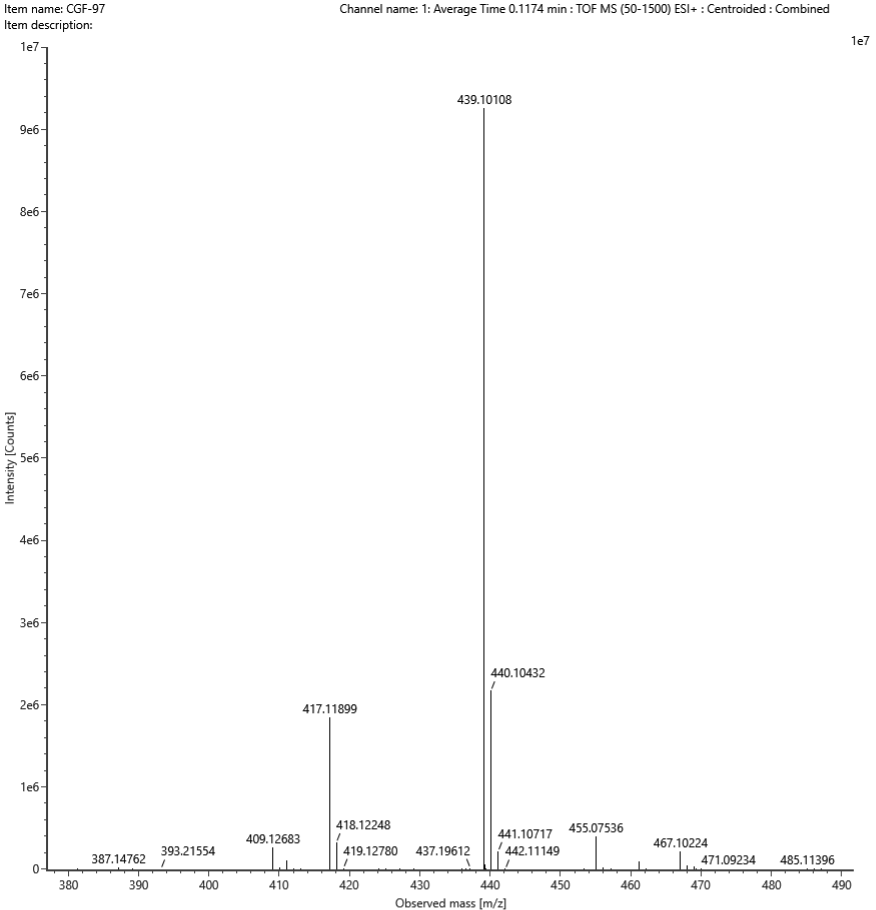 Item name: CGF-97
Channel name: 1: Average Time 0.1174 min : TOF MS (50-1500) ESI+ : Centroided : Combined
Item description:
1e7
1e7
439.10108
9e6
8e6
7e6
6e6
5e6
Intensity [Counts]
4e6
3e6
440.10432
2e6
417.11899
1e6
418.12248
455.07536
409.12683
441.10717
467.10224
387.14762
393.21554
419.12780
437.19612
442.11149
471.09234
485.11396
0
380 390 400 410 420 430 440 450 460 470 480 490
Observed mass [m/z]